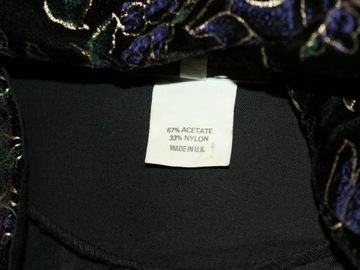 67% ACETATE
33% NYLON
MADE IN U.K